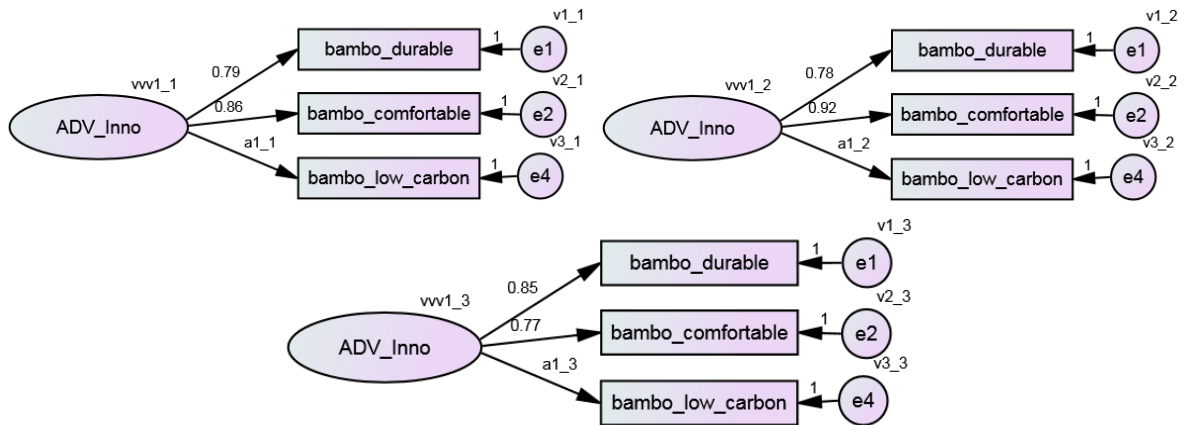 v1_1
bambo_durable
1
e1
0.79
v2_1
vvv1_1
0.86
bambo_comfortable
1
e2
ADV_Inno
v3_1
a1_1
bambo_low_carbon
1
e4
v1_2
bambo_durable
1
e1
0.78
v2_2
vvv1_2
0.92
bambo_comfortable
1
e2
ADV_Inno
v3_2
a1_2
bambo_low_carbon
1
e4
v1_3
bambo_durable
1
e1
0.85
v2_3
vvv1_3
0.77
bambo_comfortable
1
e2
ADV_Inno
v3_3
a1_3
bambo_low_carbon
1
e4